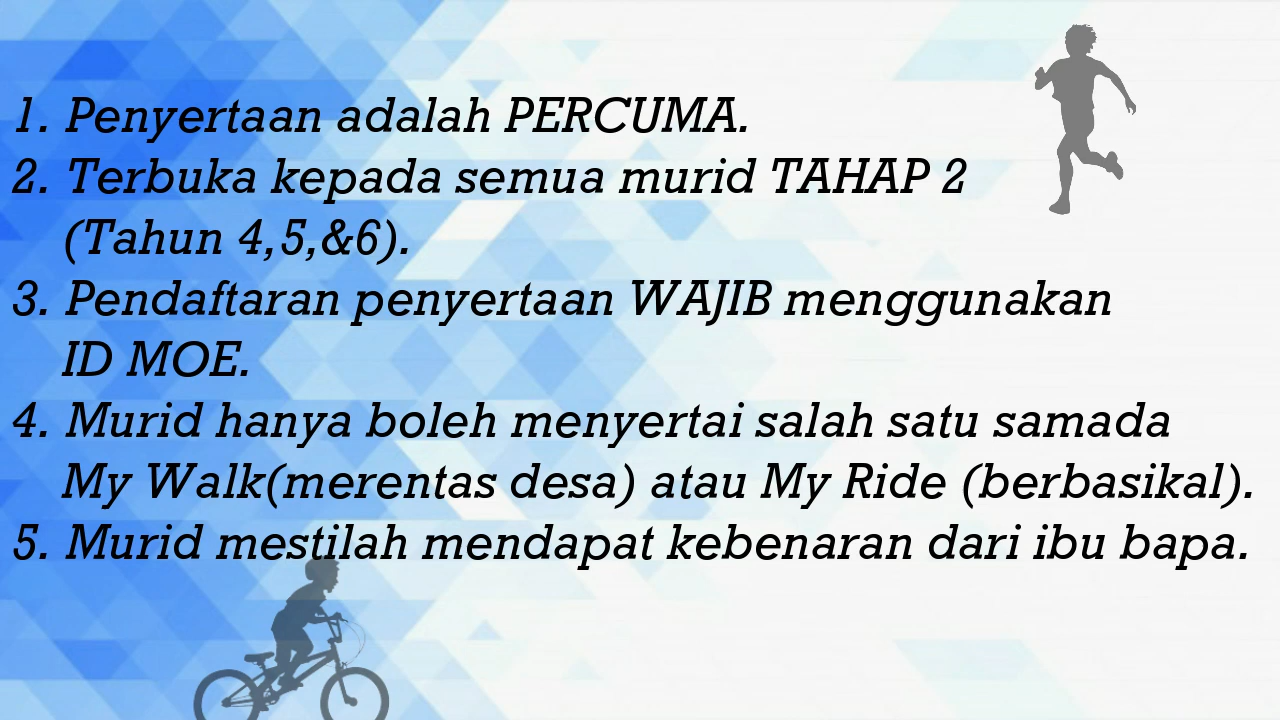 1. Penyertaan adalah PERCUMA.
2. Terbuka kepada semua murid TAHAP 2
(Tahun 4,5,&6).
3. Pendaftaran penyertaan WAJIB menggunakan
ID MOE.
4. Murid hanya boleh menyertai salah satu samada
My Walk(merentas desa) atau My Ride (berbasikal).
5. Murid mestilah mendapat kebenaran dari ibu bapa.